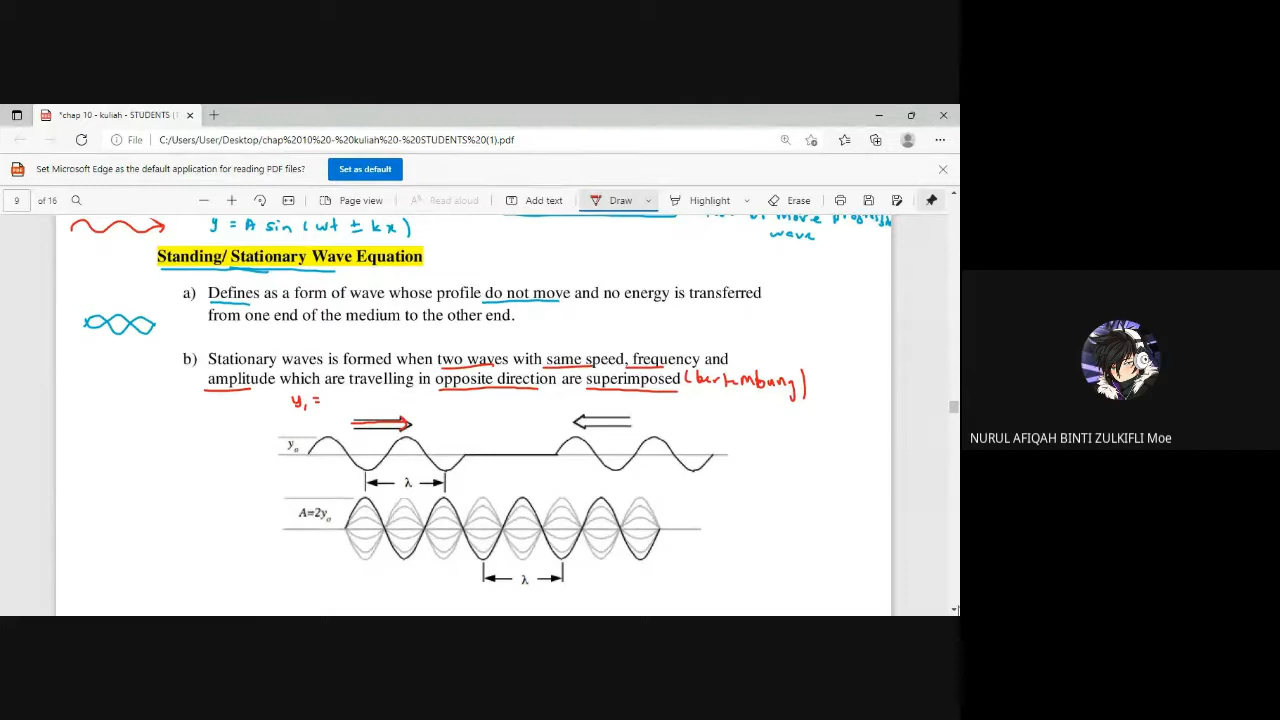 *chap 10 - kuliah - STUDENTS (1
File
C:/Users/User/Desktop/chap%2010%20-%20kuliah%20-%20STUDENTS%20(1).pdf
Set Microsoft Edge as the default application for reading PDF files?
Set as default
9 of 16
Page view
Read aloud
Add text
Draw
Highlight
Erase
y = A sin (wt ± kx)
wave
Standing/ Stationary Wave Equation
a) Defines as a form of wave whose profile do not move and no energy is transferred
from one end of the medium to the other end.
b) Stationary waves is formed when two waves with same speed, frequency and
amplitude which are travelling in opposite direction are superimposed (bertembung)
y₁ =
yₒ
λ
A=2yₒ
λ
NURUL AFIQAH BINTI ZULKIFLI Moe